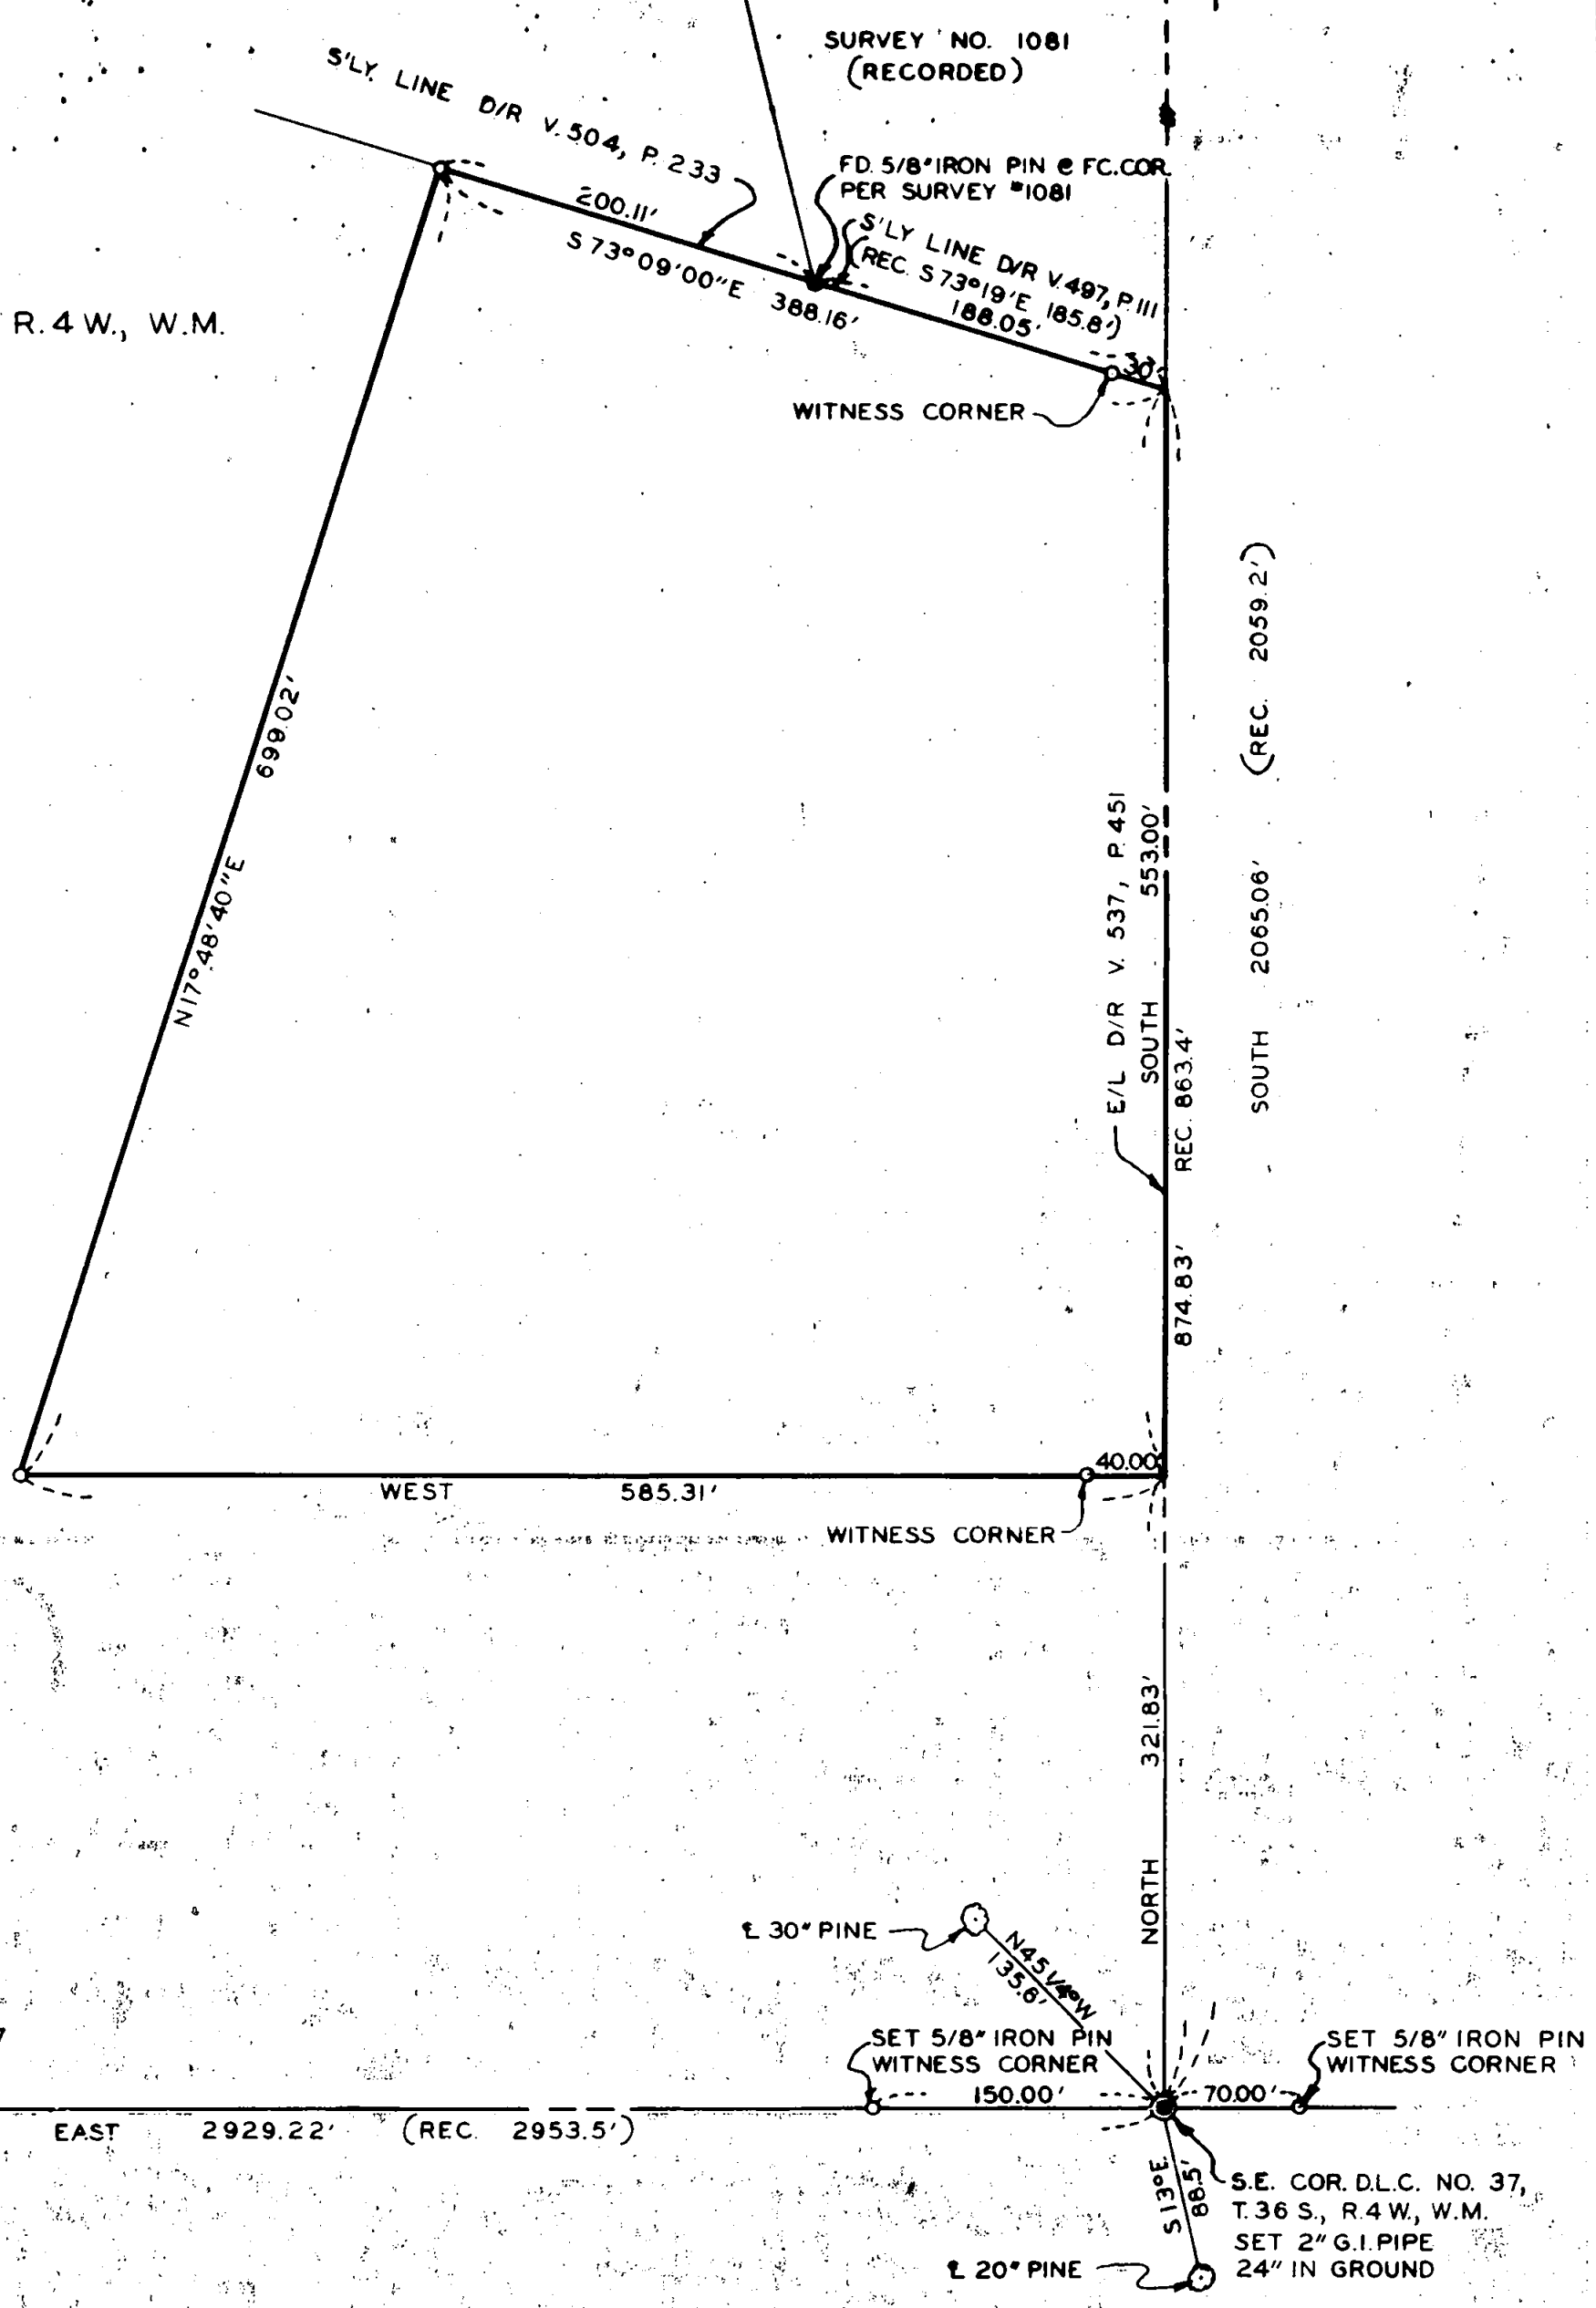 SURVEY NO. 1081
(RECORDED)
S'LY. LINE D/R V. 504, P. 233
FD. 5/8" IRON PIN @ FC. COR.
PER SURVEY #1081
200.11'
S'LY LINE D/R V. 497, P. 111
(REC. S 73°19'E 185.8')
S 73°09'00"E 388.16'
188.05'
R. 4 W., W.M.
30'
WITNESS CORNER
(REC. 2059.2')
699.02'
N 17°48'40"E
E/L D/R V. 537, P. 451
SOUTH 553.00'
REC. 863.4'
SOUTH 2065.06'
874.83'
40.00'
WEST 585.31'
WITNESS CORNER
321.83'
NORTH
℄ 30" PINE
N 45 1/4° W
135.6'
SET 5/8" IRON PIN
WITNESS CORNER
SET 5/8" IRON PIN
WITNESS CORNER
150.00'
70.00'
EAST 2929.22' (REC. 2953.5')
S 13° E
88.5'
S.E. COR. D.L.C. NO. 37,
T. 36 S., R. 4 W., W.M.
SET 2" G.I. PIPE
24" IN GROUND
℄ 20" PINE